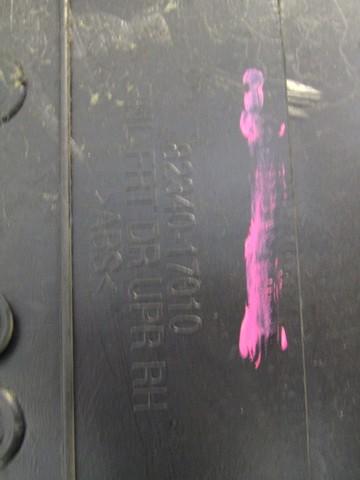 82340-17010
FRT DR UPR RH
>ABS<